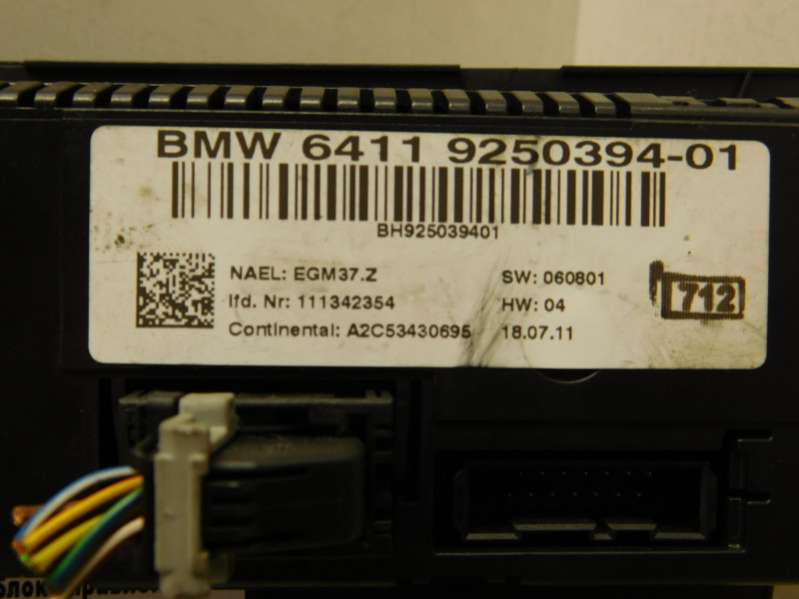 BMW 6411 9250394-01
BH925039401
NAEL: EGM37.Z SW: 060801
lfd. Nr: 111342354 HW: 04
712
Continental: A2C53430695 18.07.11